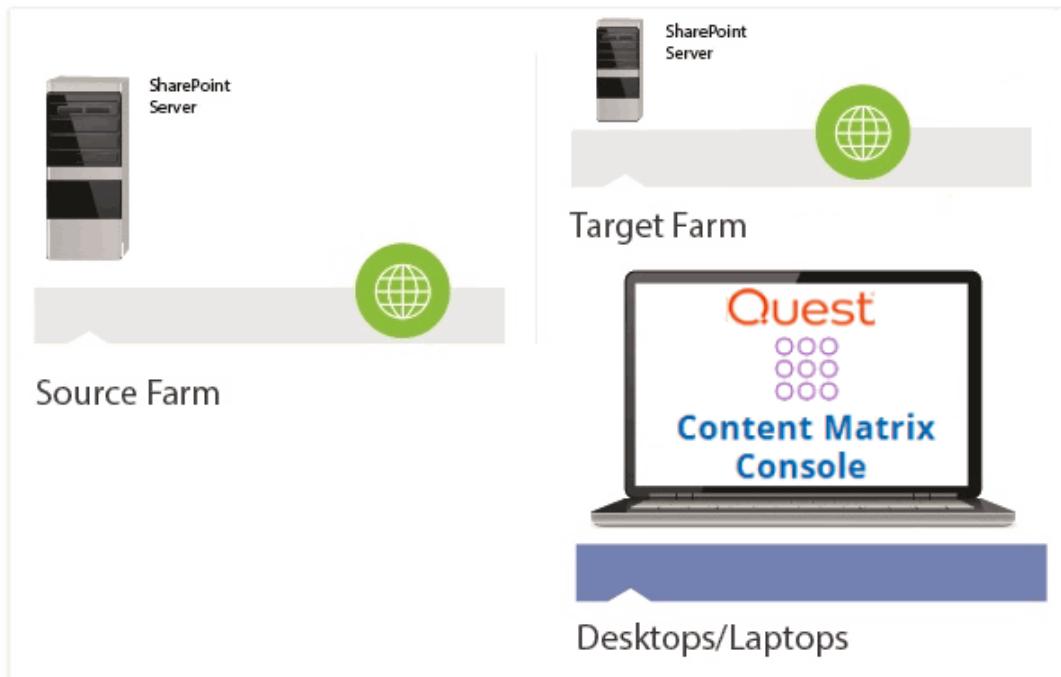 SharePoint
Server
Source Farm
SharePoint
Server
Target Farm
Quest
Content Matrix
Console
Desktops/Laptops